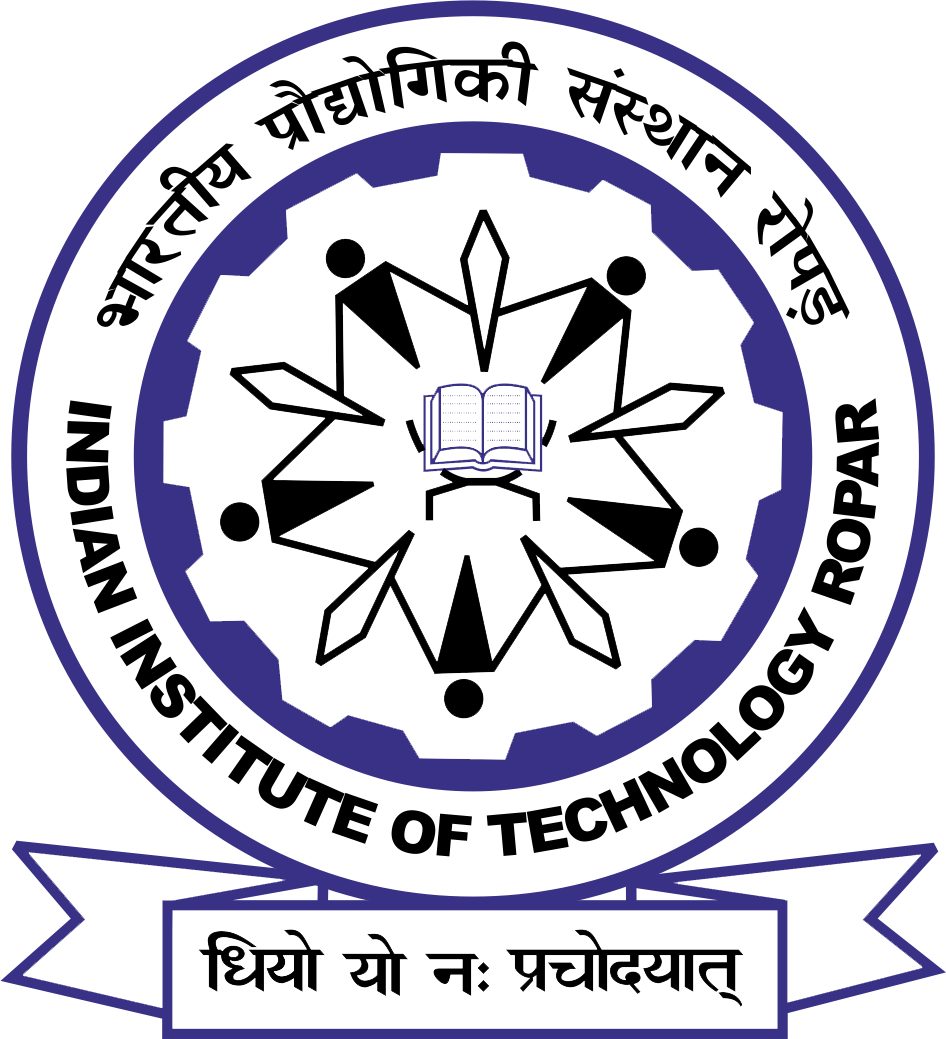 भारतीय प्रौद्योगिकी संस्थान रोपड़
INDIAN INSTITUTE OF TECHNOLOGY ROPAR
धियो यो नः प्रचोदयात्